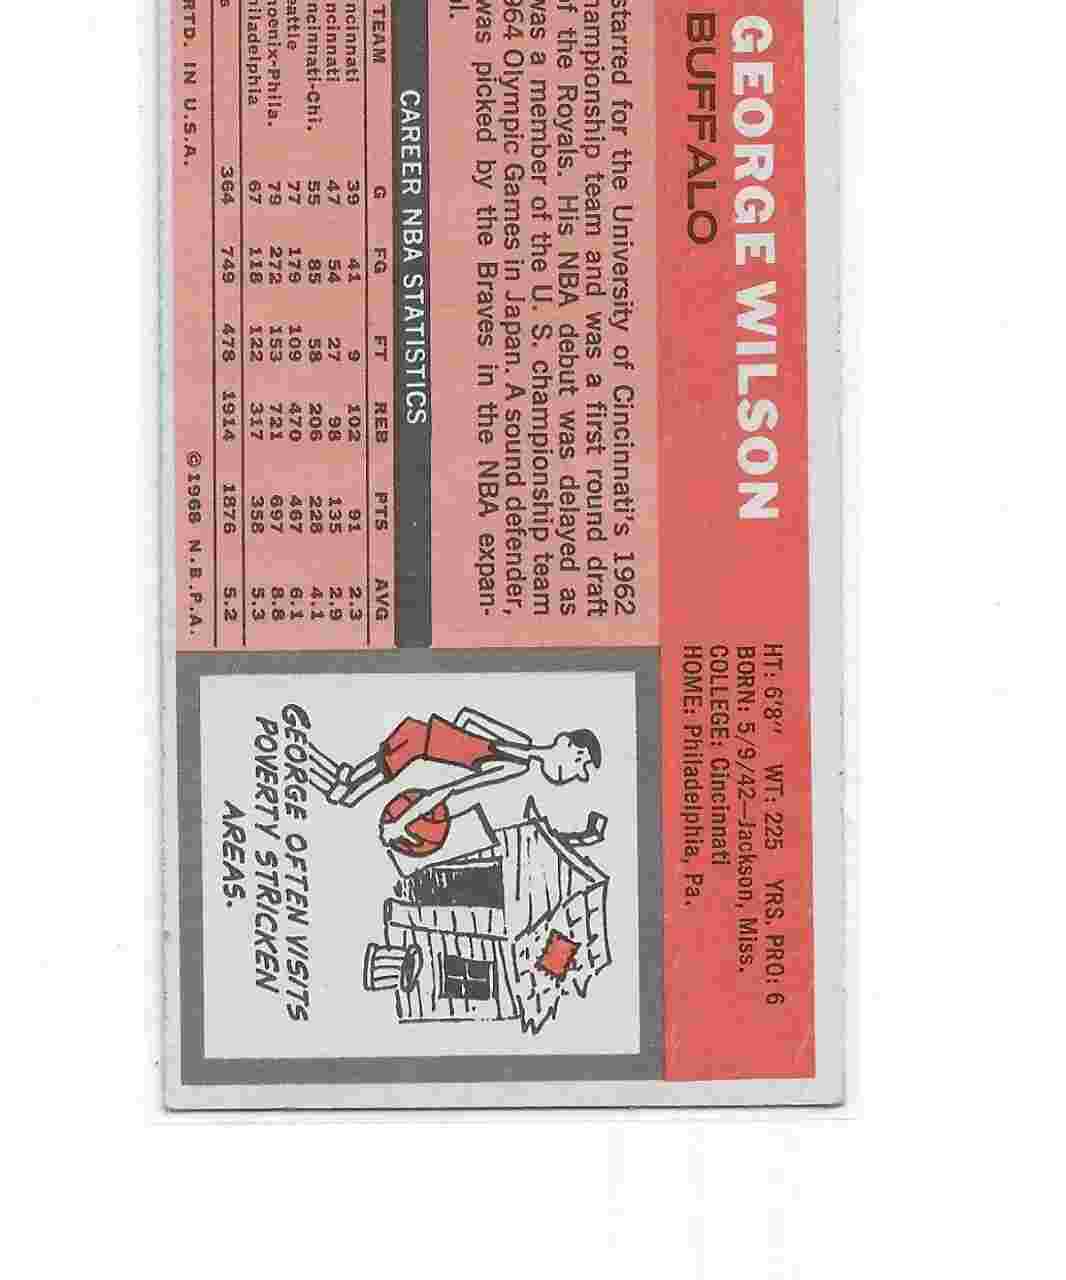 GEORGE WILSON
BUFFALO
HT: 6'8" WT: 225 YRS. PRO: 6
BORN: 5/9/42—Jackson, Miss.
COLLEGE: Cincinnati
HOME: Philadelphia, Pa.
starred for the University of Cincinnati's 1962
hampionship team and was a first round draft
of the Royals. His NBA debut was delayed as
was a member of the U. S. championship team
964 Olympic Games in Japan. A sound defender,
was picked by the Braves in the NBA expan-
ol.
CAREER NBA STATISTICS
TEAM G FG FT REB PTS AVG
ncinnati 39 41 9 102 91 2.3
ncinnati 47 54 27 98 135 2.9
ncinnati-Chi. 55 85 58 206 228 4.1
eattle 77 179 109 470 467 6.1
hoenix-Phila. 79 272 153 721 697 8.8
hiladelphia 67 118 122 317 358 5.3
s 364 749 478 1914 1876 5.2
RTD. IN U.S.A. ©1968 N.B.P.A.
GEORGE OFTEN VISITS
POVERTY STRICKEN
AREAS.